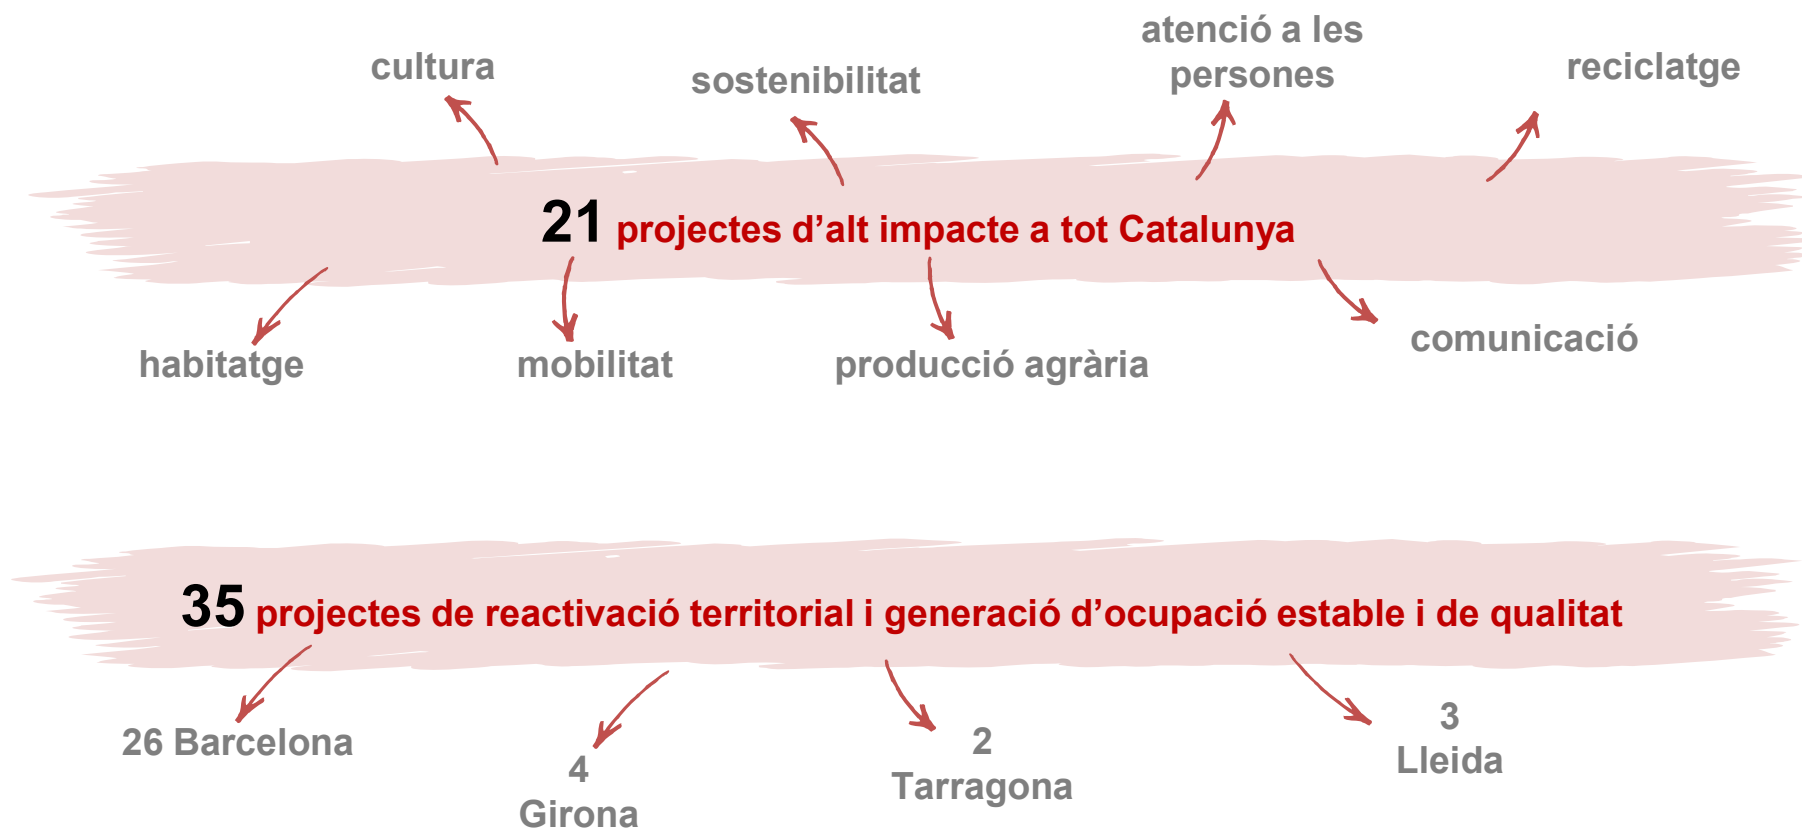 cultura
sostenibilitat
atenció a les
persones
reciclatge
21 projectes d’alt impacte a tot Catalunya
habitatge
mobilitat
producció agrària
comunicació
35 projectes de reactivació territorial i generació d’ocupació estable i de qualitat
26 Barcelona
4
Girona
2
Tarragona
3
Lleida